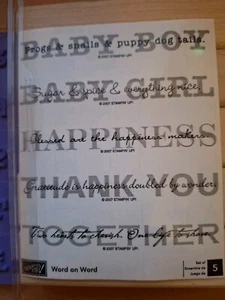 BABY BOY
Frogs & snails & puppy dog tails.
© 2007 STAMPIN' UP!
BABY GIRL
Sugar & spice & everything nice.
© 2007 STAMPIN' UP!
HAPPINESS
Blessed are the happiness makers.
© 2007 STAMPIN' UP!
THANK YOU
Gratitude is happiness doubled by wonder.
© 2007 STAMPIN' UP!
TOGETHER
Two hearts to cherish. One life to share.
© 2007 STAMPIN' UP!
Word on Word
Set of
5